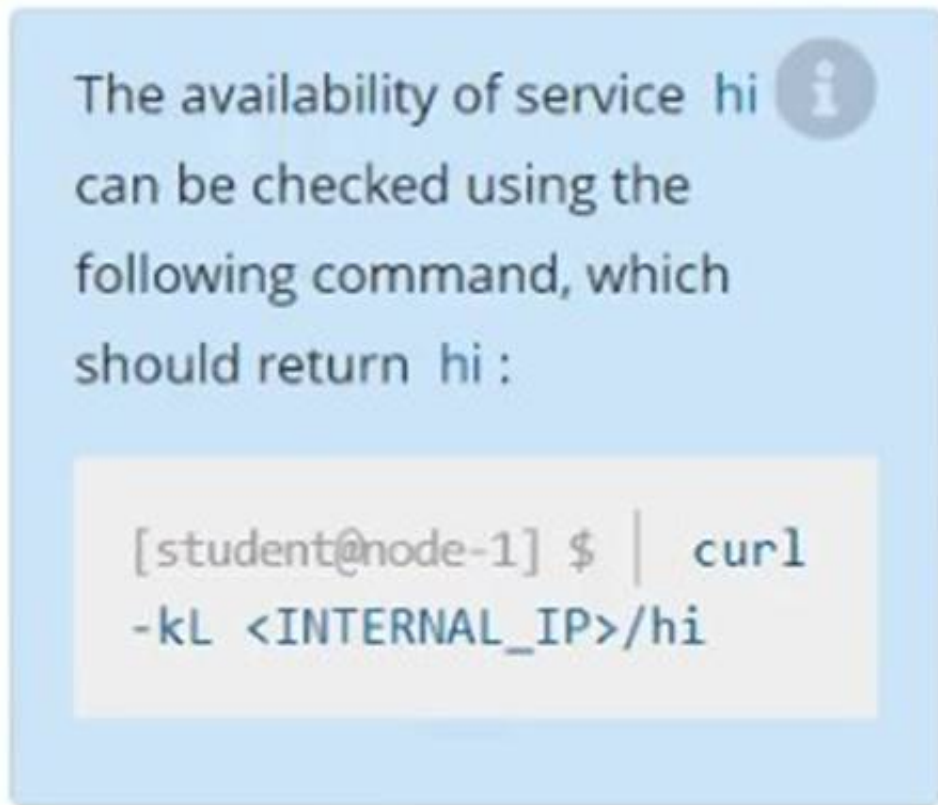 The availability of service hi
can be checked using the
following command, which
should return hi :
[student@node-1] $ | curl
-kL <INTERNAL_IP>/hi